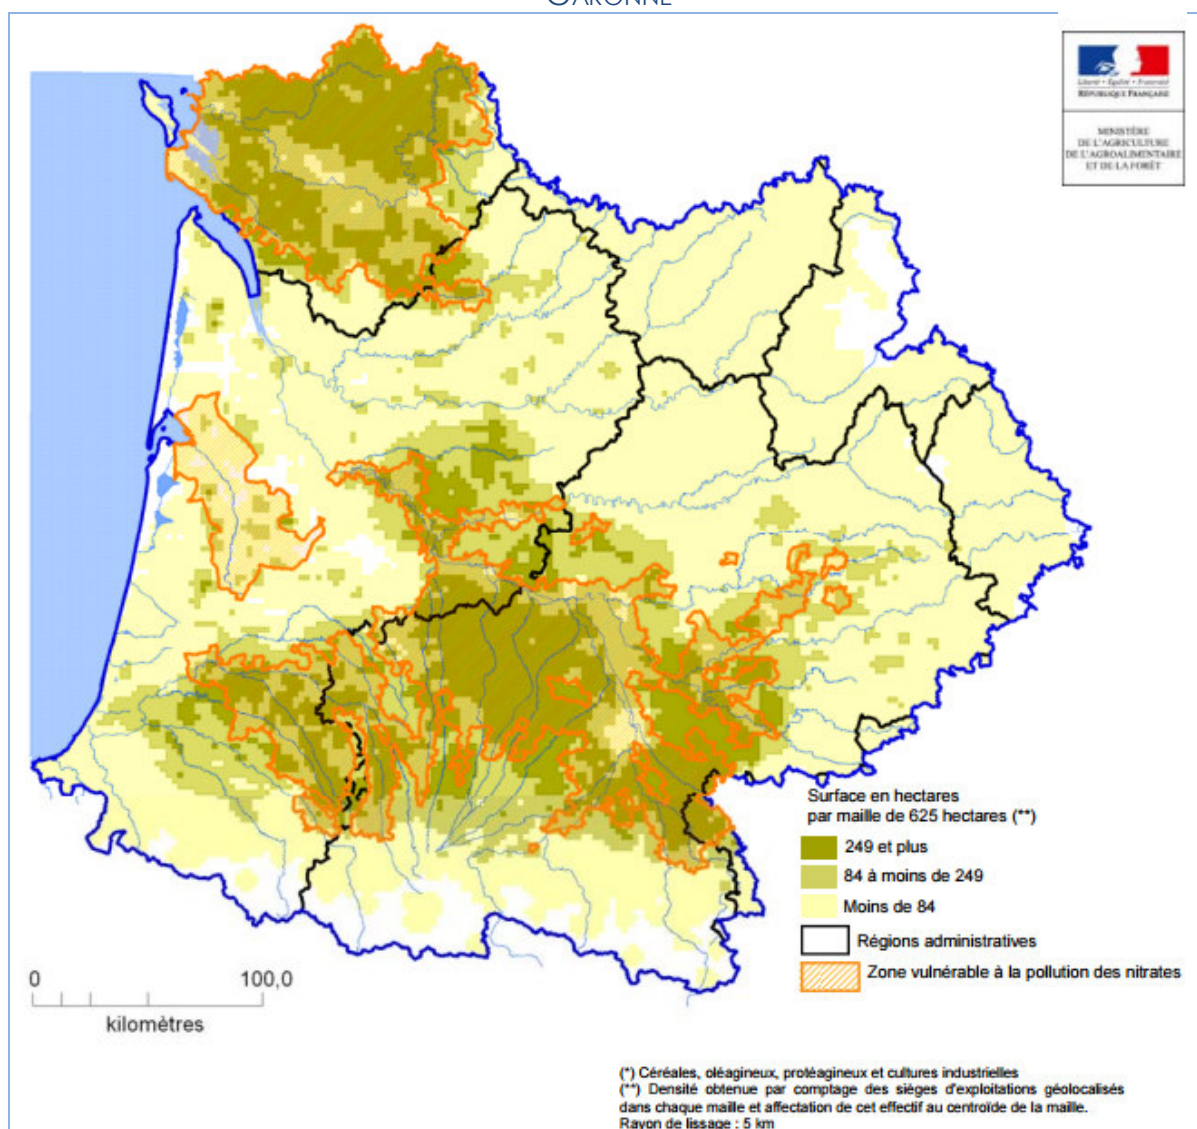 GARONNE
Liberté • Égalité • Fraternité
RÉPUBLIQUE FRANÇAISE
MINISTÈRE
DE L'AGRICULTURE
DE L'AGROALIMENTAIRE
ET DE LA FORÊT
Surface en hectares
par maille de 625 hectares (**)
249 et plus
84 à moins de 249
Moins de 84
Régions administratives
Zone vulnérable à la pollution des nitrates
0 100,0
kilomètres
(*) Céréales, oléagineux, protéagineux et cultures industrielles
(**) Densité obtenue par comptage des sièges d'exploitations géolocalisés
dans chaque maille et affectation de cet effectif au centroïde de la maille.
Rayon de lissage : 5 km